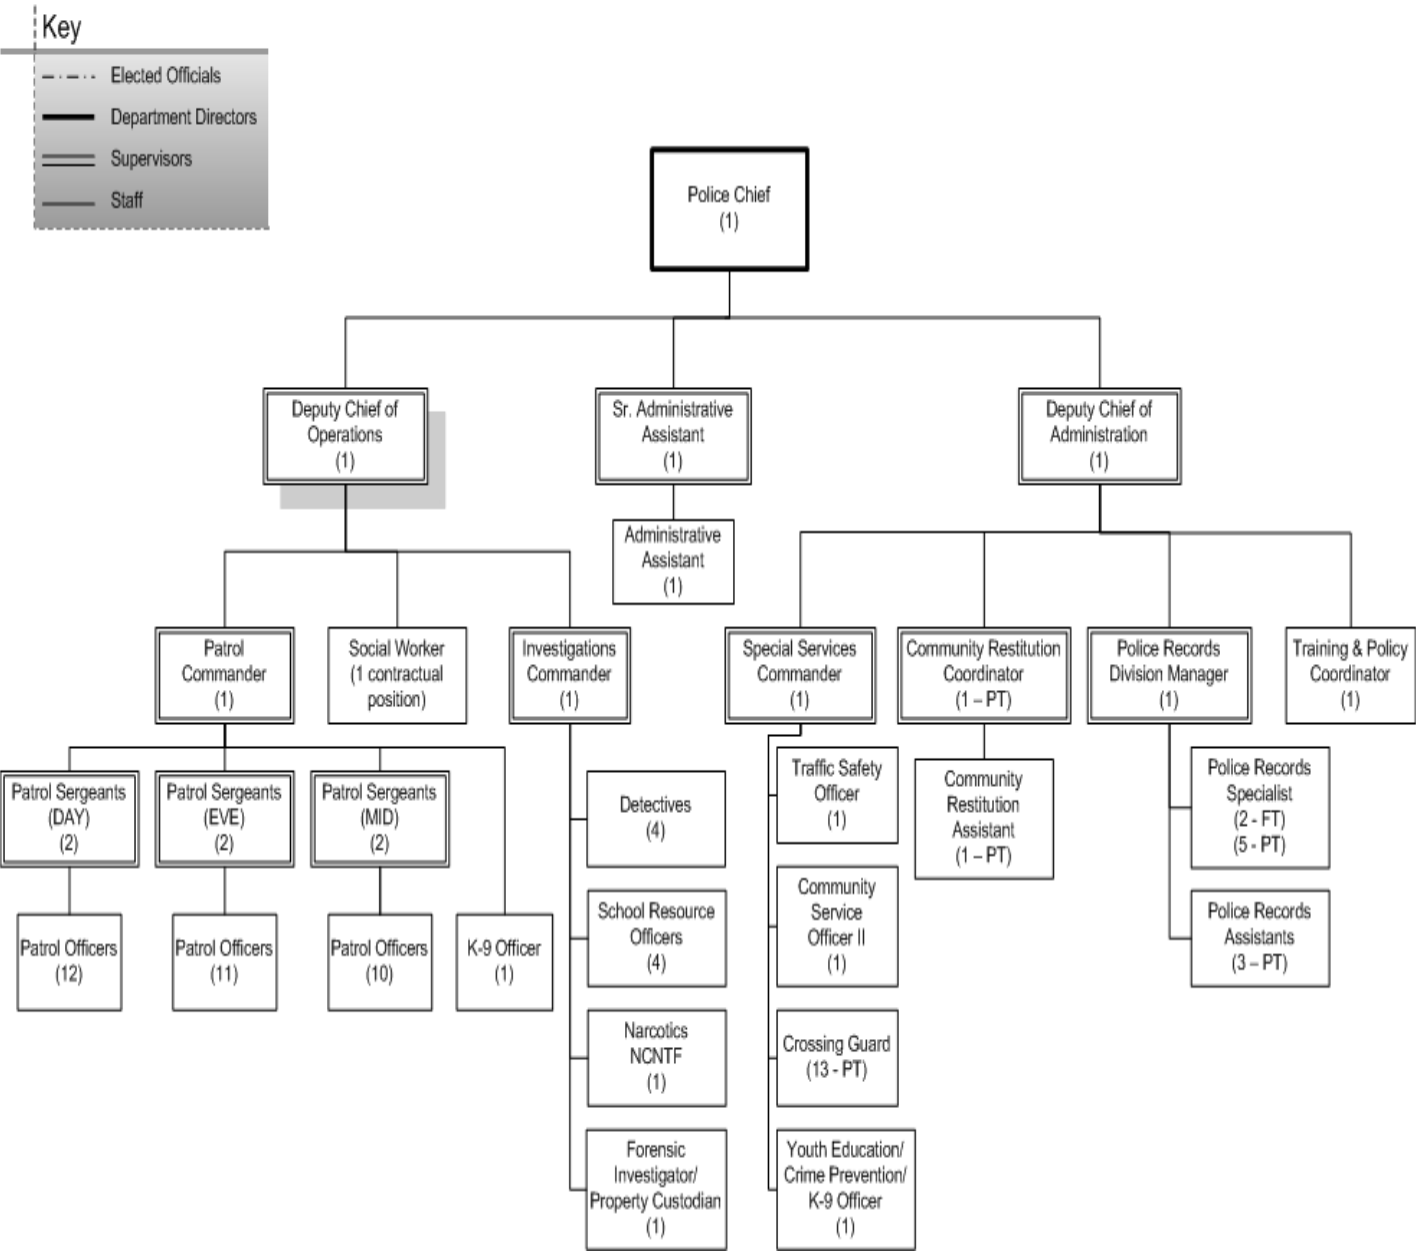 Key
Elected Officials
Department Directors
Supervisors
Staff
Police Chief
(1)
Deputy Chief of
Operations
(1)
Sr. Administrative
Assistant
(1)
Deputy Chief of
Administration
(1)
Administrative
Assistant
(1)
Patrol
Commander
(1)
Social Worker
(1 contractual
position)
Investigations
Commander
(1)
Special Services
Commander
(1)
Community Restitution
Coordinator
(1 – PT)
Police Records
Division Manager
(1)
Training & Policy
Coordinator
(1)
Patrol Sergeants
(DAY)
(2)
Patrol Sergeants
(EVE)
(2)
Patrol Sergeants
(MID)
(2)
Patrol Officers
(12)
Patrol Officers
(11)
Patrol Officers
(10)
K-9 Officer
(1)
Detectives
(4)
School Resource
Officers
(4)
Narcotics
NCNTF
(1)
Forensic
Investigator/
Property Custodian
(1)
Traffic Safety
Officer
(1)
Community
Service
Officer II
(1)
Crossing Guard
(13 - PT)
Youth Education/
Crime Prevention/
K-9 Officer
(1)
Community
Restitution
Assistant
(1 – PT)
Police Records
Specialist
(2 - FT)
(5 - PT)
Police Records
Assistants
(3 – PT)